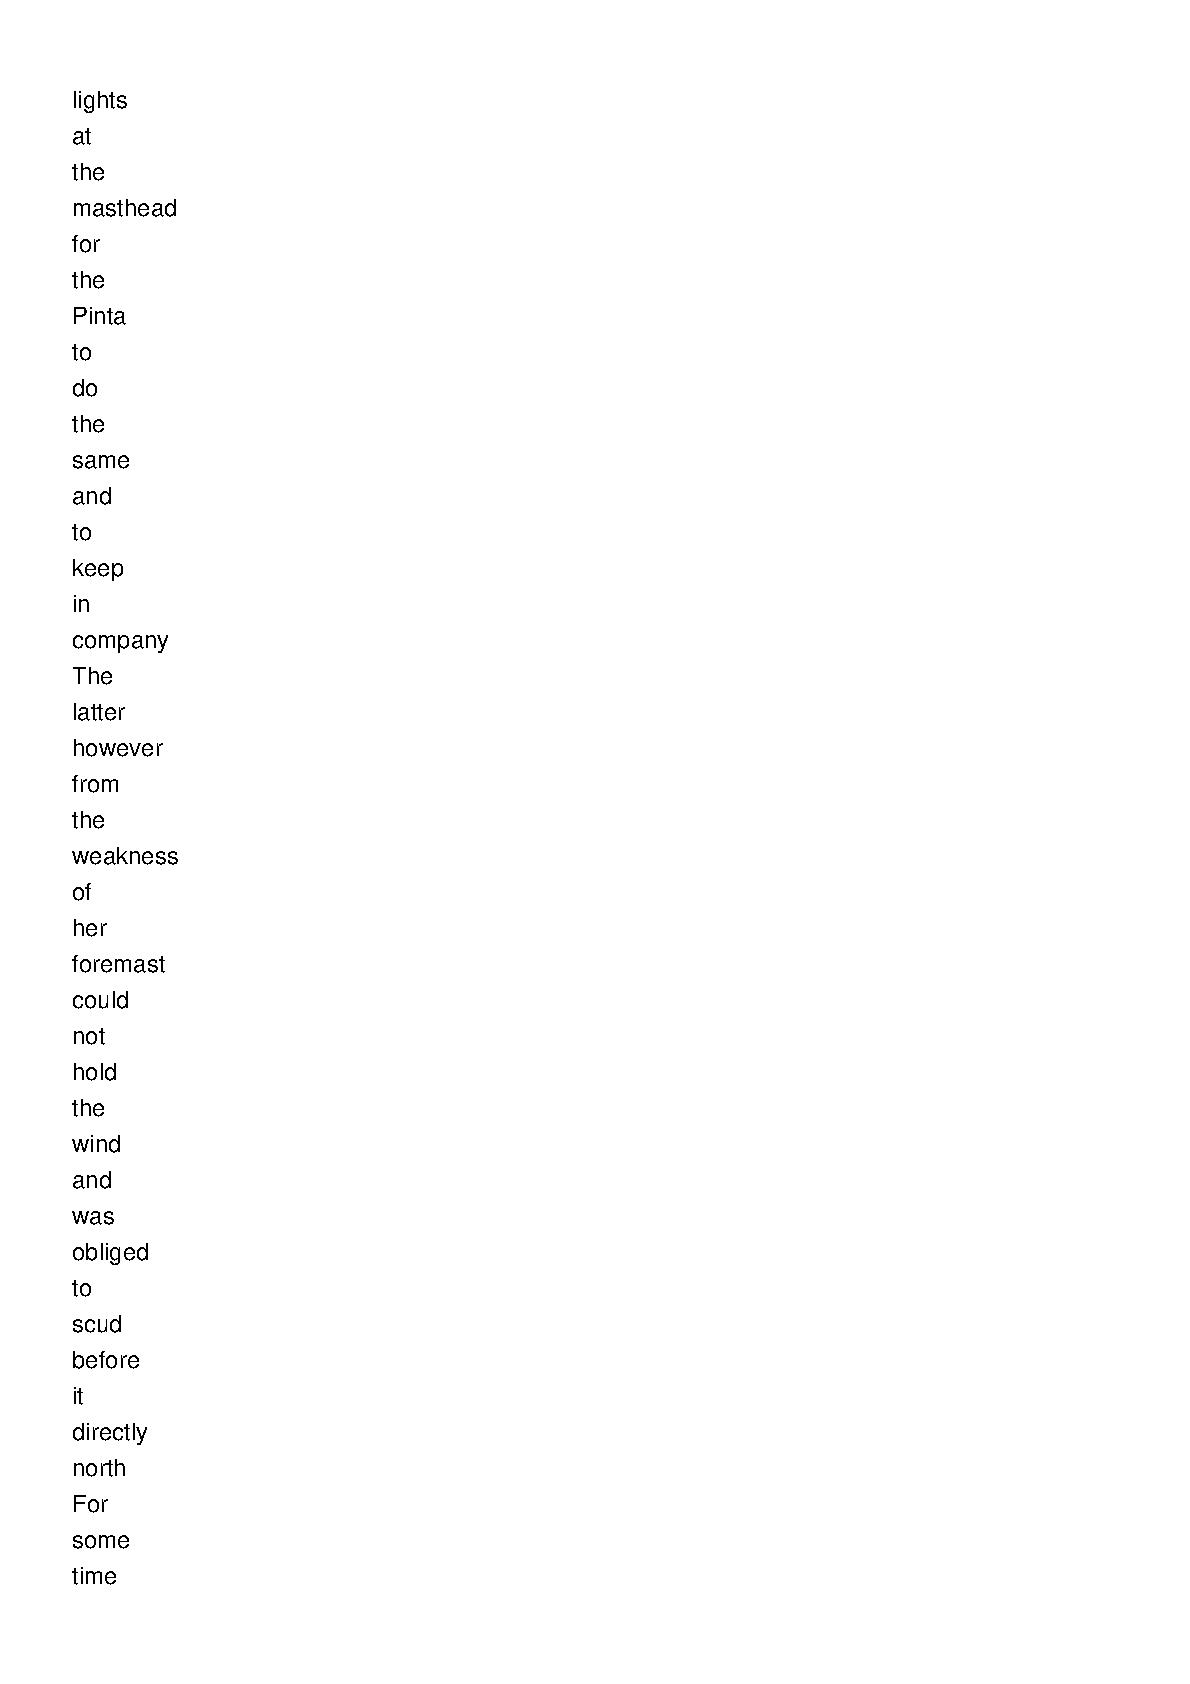 lights
at
the
masthead
for
the
Pinta
to
do
the
same
and
to
keep
in
company
The
latter
however
from
the
weakness
of
her
foremast
could
not
hold
the
wind
and
was
obliged
to
scud
before
it
directly
north
For
some
time